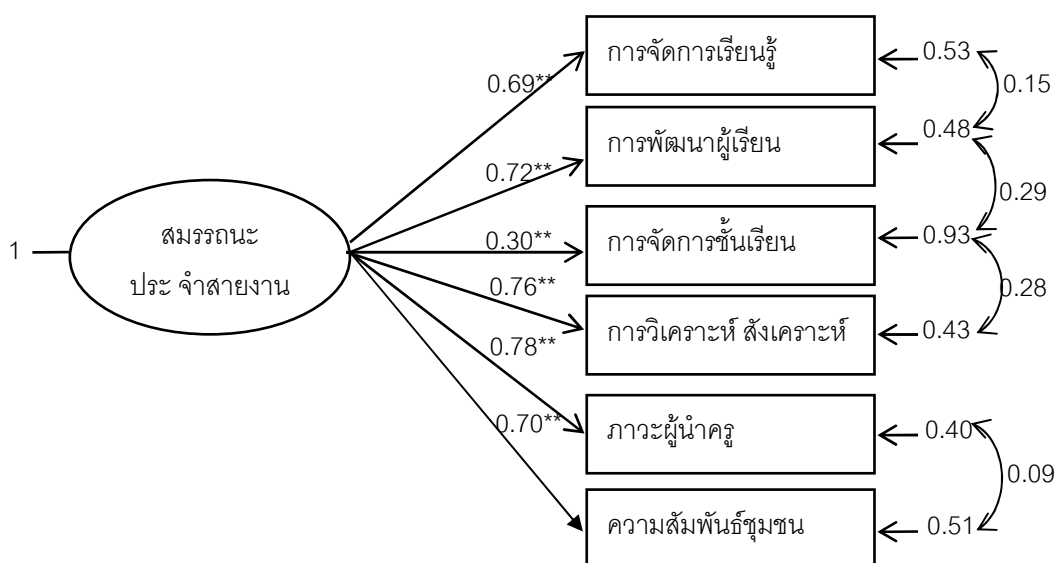 การจัดการเรียนรู้
0.53
0.69**
0.15
การพัฒนาผู้เรียน
0.48
0.72**
0.29
สมรรถนะ
ประ จำสายงาน
1
0.30**
การจัดการชั้นเรียน
0.93
0.76**
0.28
การวิเคราะห์ สังเคราะห์
0.43
0.78**
0.70**
ภาวะผู้นำครู
0.40
0.09
ความสัมพันธ์ชุมชน
0.51